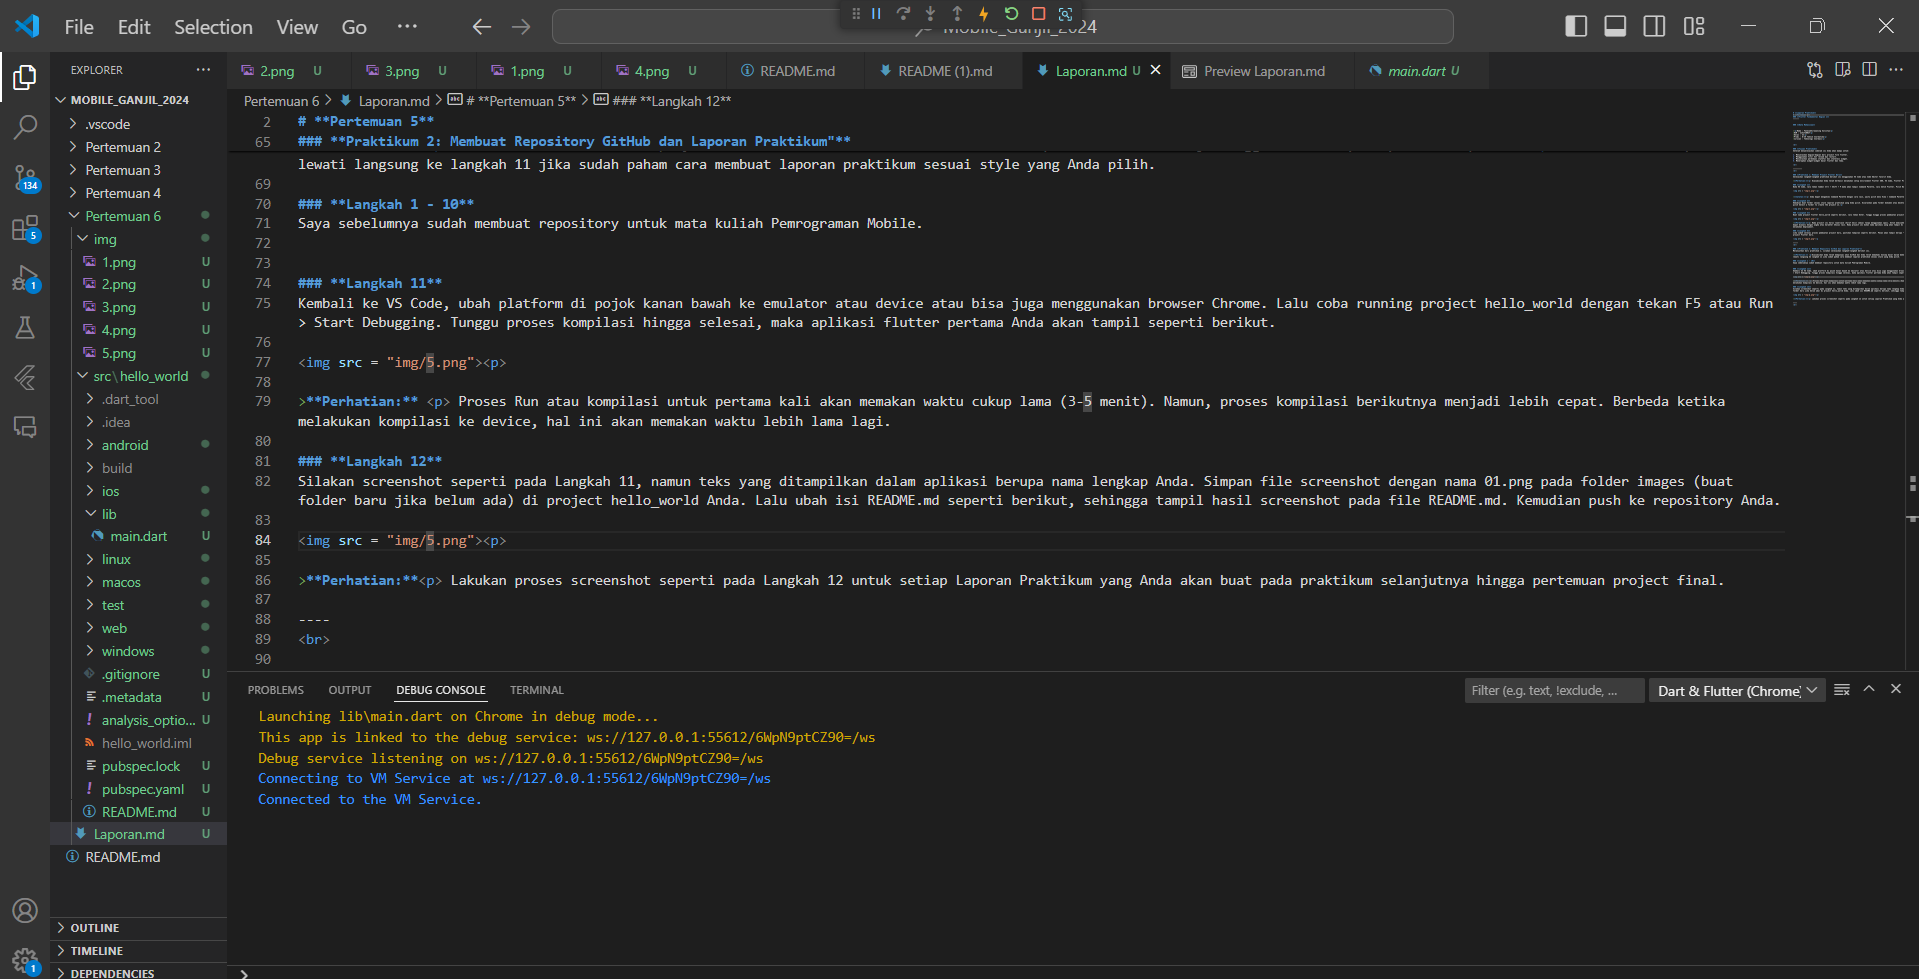 File Edit Selection View Go ···
Mobile_Ganjil_2024
EXPLORER
MOBILE_GANJIL_2024
.vscode
Pertemuan 2
Pertemuan 3
Pertemuan 4
Pertemuan 6
img
1.png U
2.png U
3.png U
4.png U
5.png U
src\hello_world
.dart_tool
.idea
android
build
ios
lib
main.dart U
linux
macos
test
web
windows
.gitignore U
.metadata U
analysis_optio... U
hello_world.iml
pubspec.lock U
pubspec.yaml U
README.md U
Laporan.md U
README.md
OUTLINE
TIMELINE
DEPENDENCIES
134
5
1
1
2.png U 3.png U 1.png U 4.png U README.md README (1).md Laporan.md U Preview Laporan.md main.dart U
Pertemuan 6 > Laporan.md > # **Pertemuan 5** > ### **Langkah 12**
2 # **Pertemuan 5**
65 ### **Praktikum 2: Membuat Repository GitHub dan Laporan Praktikum"**
lewati langsung ke langkah 11 jika sudah paham cara membuat laporan praktikum sesuai style yang Anda pilih.
69
70 ### **Langkah 1 - 10**
71 Saya sebelumnya sudah membuat repository untuk mata kuliah Pemrograman Mobile.
72
73
74 ### **Langkah 11**
75 Kembali ke VS Code, ubah platform di pojok kanan bawah ke emulator atau device atau bisa juga menggunakan browser Chrome. Lalu coba running project hello_world dengan tekan F5 atau Run
> Start Debugging. Tunggu proses kompilasi hingga selesai, maka aplikasi flutter pertama Anda akan tampil seperti berikut.
76
77 <img src = "img/5.png"><p>
78
79 >**Perhatian:** <p> Proses Run atau kompilasi untuk pertama kali akan memakan waktu cukup lama (3-5 menit). Namun, proses kompilasi berikutnya menjadi lebih cepat. Berbeda ketika
melakukan kompilasi ke device, hal ini akan memakan waktu lebih lama lagi.
80
81 ### **Langkah 12**
82 Silakan screenshot seperti pada Langkah 11, namun teks yang ditampilkan dalam aplikasi berupa nama lengkap Anda. Simpan file screenshot dengan nama 01.png pada folder images (buat
folder baru jika belum ada) di project hello_world Anda. Lalu ubah isi README.md seperti berikut, sehingga tampil hasil screenshot pada file README.md. Kemudian push ke repository Anda.
83
84 <img src = "img/5.png"><p>
85
86 >**Perhatian:**<p> Lakukan proses screenshot seperti pada Langkah 12 untuk setiap Laporan Praktikum yang Anda akan buat pada praktikum selanjutnya hingga pertemuan project final.
87
88 ----
89 <br>
90
PROBLEMS OUTPUT DEBUG CONSOLE TERMINAL
Filter (e.g. text, !exclude, ... Dart & Flutter (Chrome)
Launching lib\main.dart on Chrome in debug mode...
This app is linked to the debug service: ws://127.0.0.1:55612/6WpN9ptCZ90=/ws
Debug service listening on ws://127.0.0.1:55612/6WpN9ptCZ90=/ws
Connecting to VM Service at ws://127.0.0.1:55612/6WpN9ptCZ90=/ws
Connected to the VM Service.